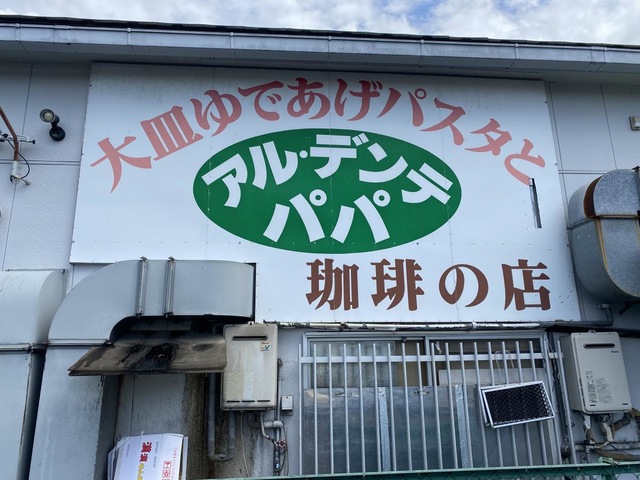 大皿ゆであげパスタと
アル・デンテ
パパ
珈琲の店